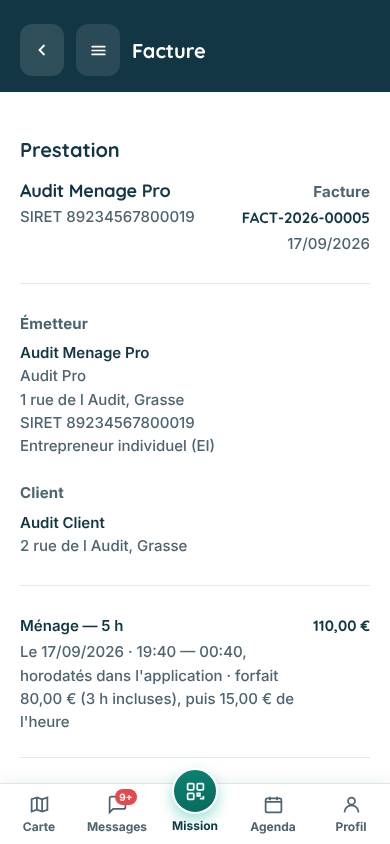 Facture
Prestation
Audit Menage Pro
Facture
SIRET 89234567800019
FACT-2026-00005
17/09/2026
Émetteur
Audit Menage Pro
Audit Pro
1 rue de l Audit, Grasse
SIRET 89234567800019
Entrepreneur individuel (EI)
Client
Audit Client
2 rue de l Audit, Grasse
Ménage — 5 h
110,00 €
Le 17/09/2026 · 19:40 — 00:40,
horodatés dans l'application · forfait
80,00 € (3 h incluses), puis 15,00 € de
l'heure
9+
Carte
Messages
Mission
Agenda
Profil